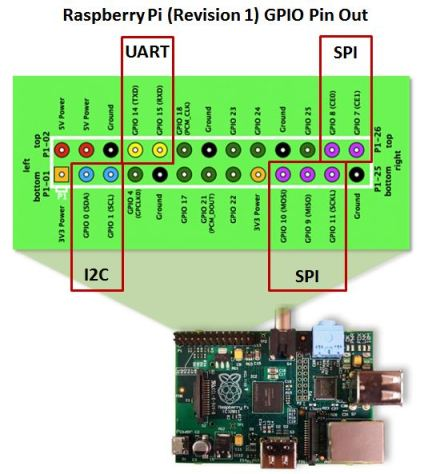 Raspberry Pi (Revision 1) GPIO Pin Out
UART
SPI
5V Power
5V Power
Ground
GPIO 14 (TXD)
GPIO 15 (RXD)
GPIO 18
(PCM_CLK)
Ground
GPIO 23
GPIO 24
Ground
GPIO 25
GPIO 8 (CE0)
GPIO 7 (CE1)
left
top
P1-02
P1-26
top
right
bottom
P1-01
P1
P1-25
bottom
3V3 Power
GPIO 0 (SDA)
GPIO 1 (SCL)
GPIO 4
(GPCLK0)
Ground
GPIO 17
GPIO 21
(PCM_DOUT)
GPIO 22
3V3 Power
GPIO 10 (MOSI)
GPIO 9 (MISO)
GPIO 11 (SCKL)
Ground
I2C
SPI
Raspberry Pi
Power